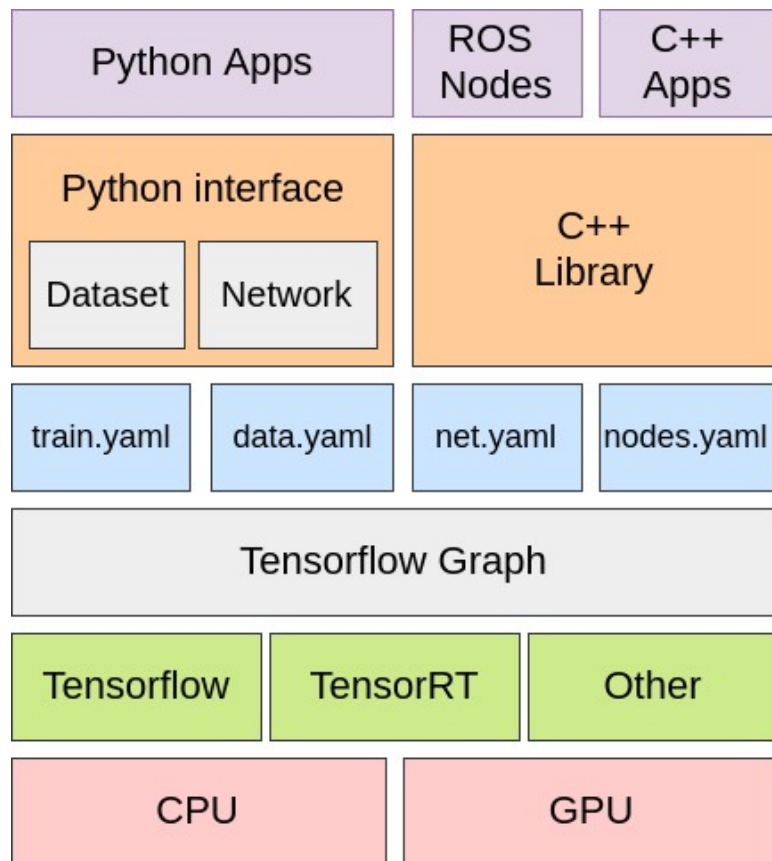 Python Apps
ROS
Nodes
C++
Apps
Python interface
Dataset
Network
C++
Library
train.yaml
data.yaml
net.yaml
nodes.yaml
Tensorflow Graph
Tensorflow
TensorRT
Other
CPU
GPU